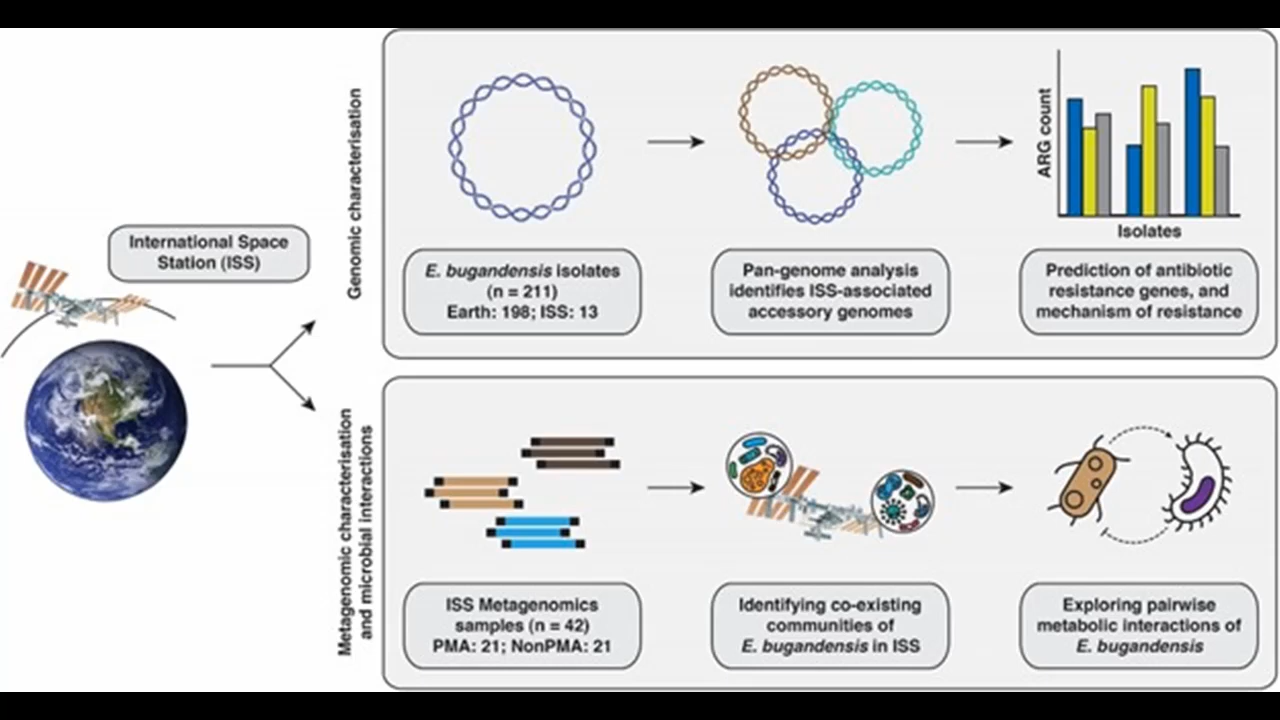 International Space
Station (ISS)
Genomic characterisation
E. bugandensis isolates
(n = 211)
Earth: 198; ISS: 13
Pan-genome analysis
identifies ISS-associated
accessory genomes
ARG count
Isolates
Prediction of antibiotic
resistance genes, and
mechanism of resistance
Metagenomic characterisation
and microbial interactions
ISS Metagenomics
samples (n = 42)
PMA: 21; NonPMA: 21
Identifying co-existing
communities of
E. bugandensis in ISS
Exploring pairwise
metabolic interactions of
E. bugandensis